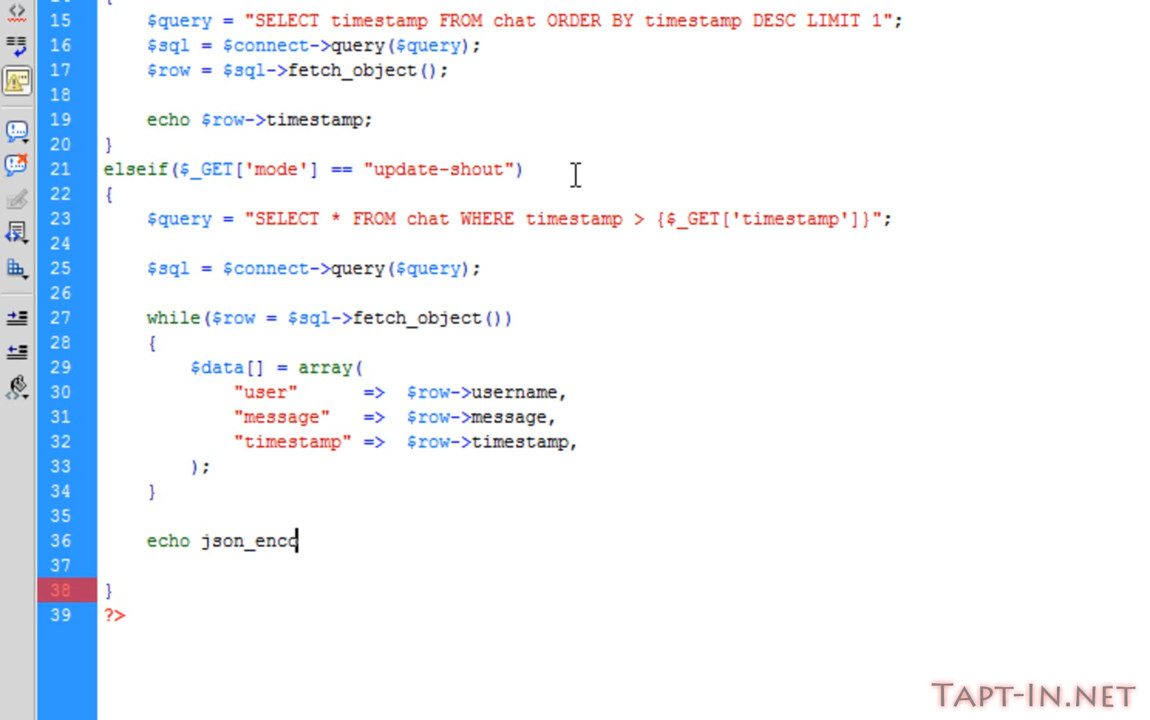 15 $query = "SELECT timestamp FROM chat ORDER BY timestamp DESC LIMIT 1";
16 $sql = $connect->query($query);
17 $row = $sql->fetch_object();
18
19 echo $row->timestamp;
20 }
21 elseif($_GET['mode'] == "update-shout")
22 {
23 $query = "SELECT * FROM chat WHERE timestamp > {$_GET['timestamp']}";
24
25 $sql = $connect->query($query);
26
27 while($row = $sql->fetch_object())
28 {
29 $data[] = array(
30 "user" => $row->username,
31 "message" => $row->message,
32 "timestamp" => $row->timestamp,
33 );
34 }
35
36 echo json_enco
37
38 }
39 ?>
TAPT-IN.NET